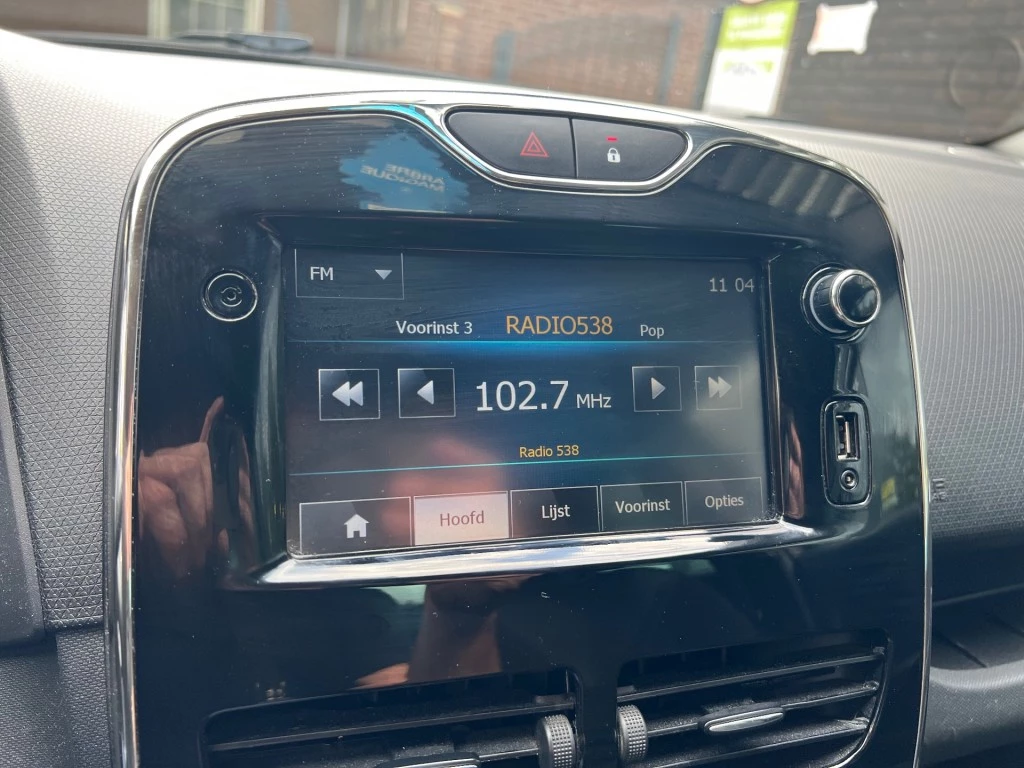 FM
11 04
Voorinst 3 RADIO538 Pop
102.7 MHz
Radio 538
Hoofd Lijst Voorinst Opties